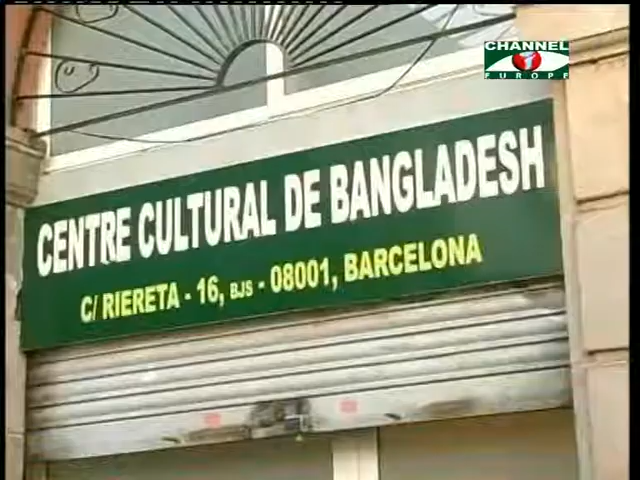 CHANNEL
EUROPE
CENTRE CULTURAL DE BANGLADESH
C/ RIERETA - 16, BJS - 08001, BARCELONA